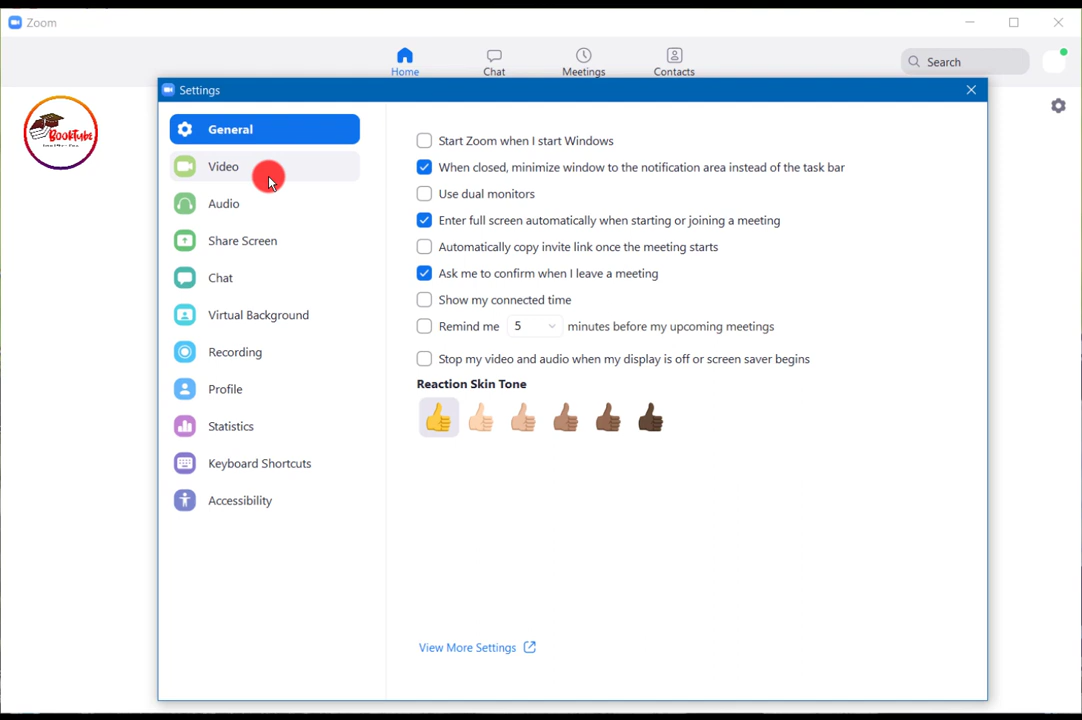 Zoom
Home
Chat
Meetings
Contacts
Search
Settings
BookTube
General
Video
Audio
Share Screen
Chat
Virtual Background
Recording
Profile
Statistics
Keyboard Shortcuts
Accessibility
Start Zoom when I start Windows
When closed, minimize window to the notification area instead of the task bar
Use dual monitors
Enter full screen automatically when starting or joining a meeting
Automatically copy invite link once the meeting starts
Ask me to confirm when I leave a meeting
Show my connected time
Remind me 5 minutes before my upcoming meetings
Stop my video and audio when my display is off or screen saver begins
Reaction Skin Tone
View More Settings